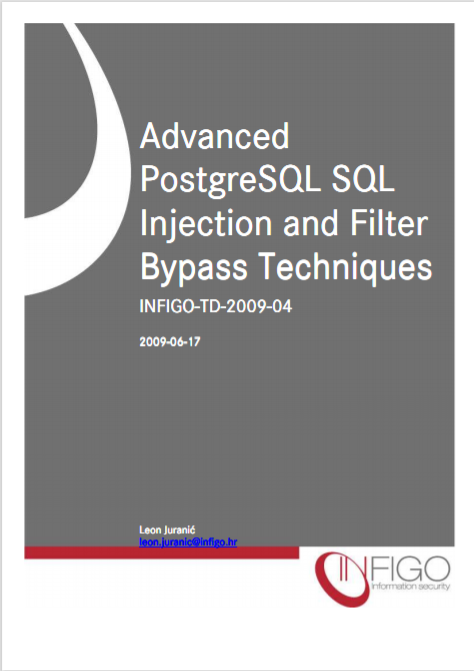 Advanced
PostgreSQL SQL
Injection and Filter
Bypass Techniques
INFIGO-TD-2009-04
2009-06-17
Leon Juranić
leon.juranic@infigo.hr
INFIGO
information security